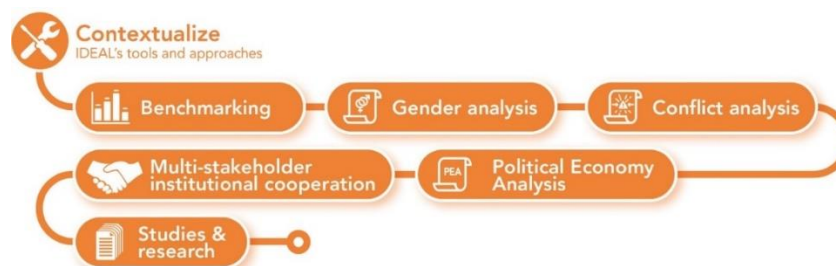 Contextualize
IDEAL's tools and approaches
Benchmarking
Gender analysis
Conflict analysis
Multi-stakeholder
institutional cooperation
PEA
Political Economy
Analysis
Studies &
research